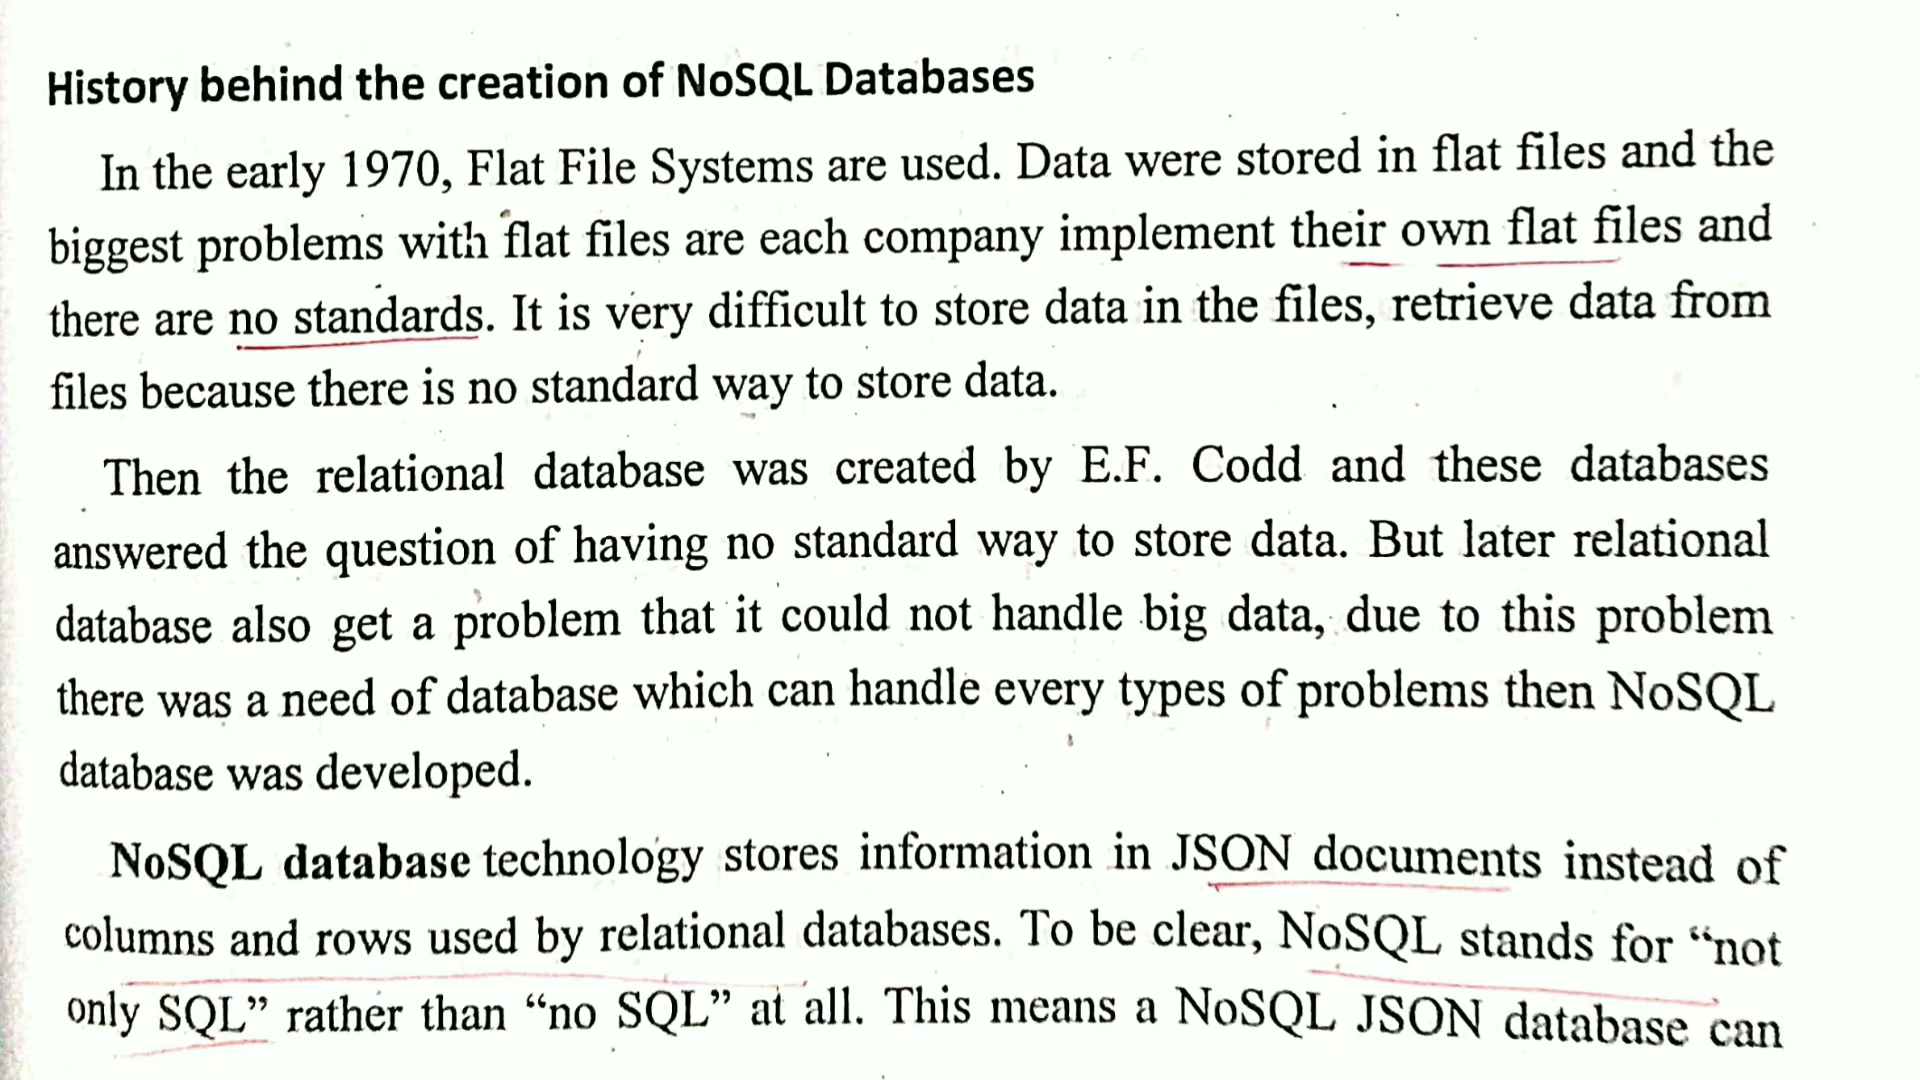 History behind the creation of NoSQL Databases
In the early 1970, Flat File Systems are used. Data were stored in flat files and the
biggest problems with flat files are each company implement their own flat files and
there are no standards. It is very difficult to store data in the files, retrieve data from
files because there is no standard way to store data.
Then the relational database was created by E.F. Codd and these databases
answered the question of having no standard way to store data. But later relational
database also get a problem that it could not handle big data, due to this problem
there was a need of database which can handle every types of problems then NoSQL
database was developed.
NoSQL database technology stores information in JSON documents instead of
columns and rows used by relational databases. To be clear, NoSQL stands for “not
only SQL” rather than “no SQL” at all. This means a NoSQL JSON database can